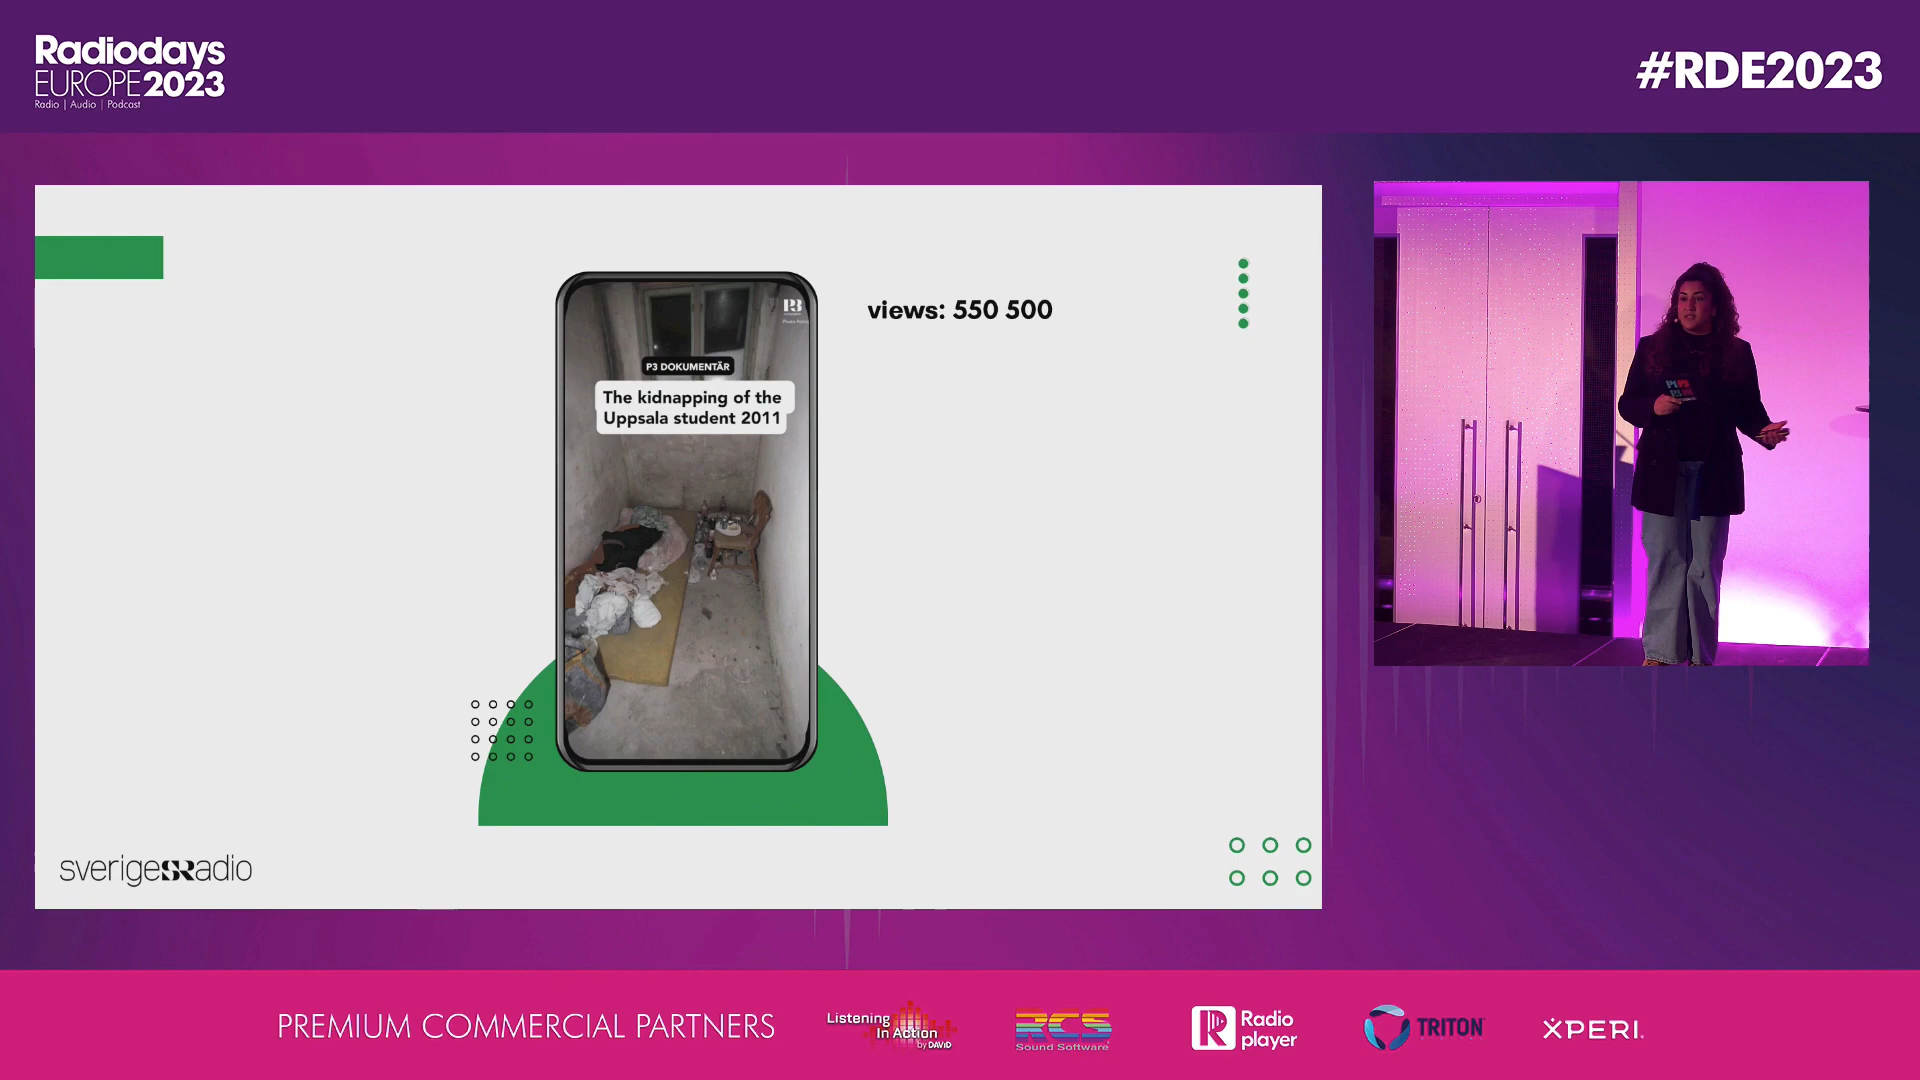 Radiodays
EUROPE 2023
Radio | Audio | Podcast
#RDE2023
P3
P3 DOKUMENTÄR
The kidnapping of the
Uppsala student 2011
views: 550 500
sverigesRadio
PREMIUM COMMERCIAL PARTNERS
Listening
In Action
by DAVID
RCS
Sound Software
Radio
player
TRITON
XPERI.